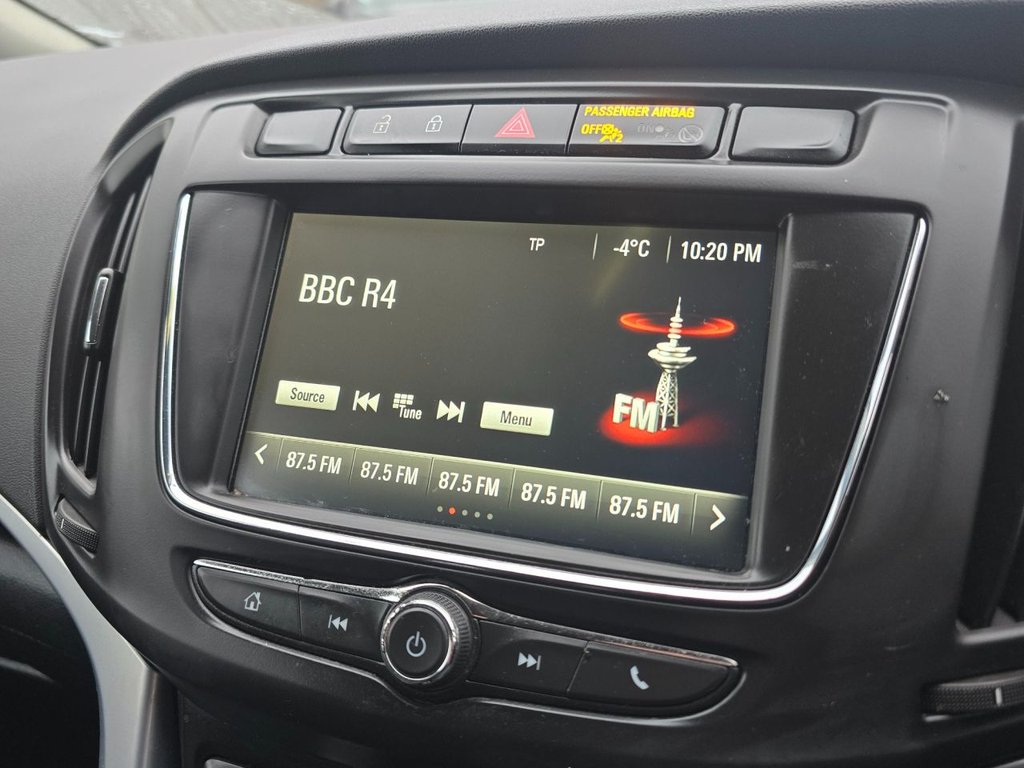 PASSENGER AIRBAG
OFF 2 ON
TP -4°C 10:20 PM
BBC R4
FM
Source Tune Menu
87.5 FM 87.5 FM 87.5 FM 87.5 FM 87.5 FM